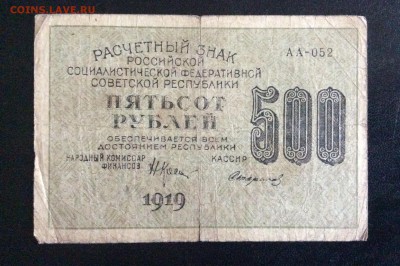 COINS.LAVE.RU
РАСЧЕТНЫЙ ЗНАК
РОССИЙСКОЙ
СОЦИАЛИСТИЧЕСКОЙ ФЕДЕРАТИВНОЙ
СОВЕТСКОЙ РЕСПУБЛИКИ
АА-052
ПЯТЬСОТ
РУБЛЕЙ
500
ОБЕСПЕЧИВАЕТСЯ ВСЕМ
ДОСТОЯНИЕМ РЕСПУБЛИКИ
НАРОДНЫЙ КОМИССАР
ФИНАНСОВ
КАССИР
1919